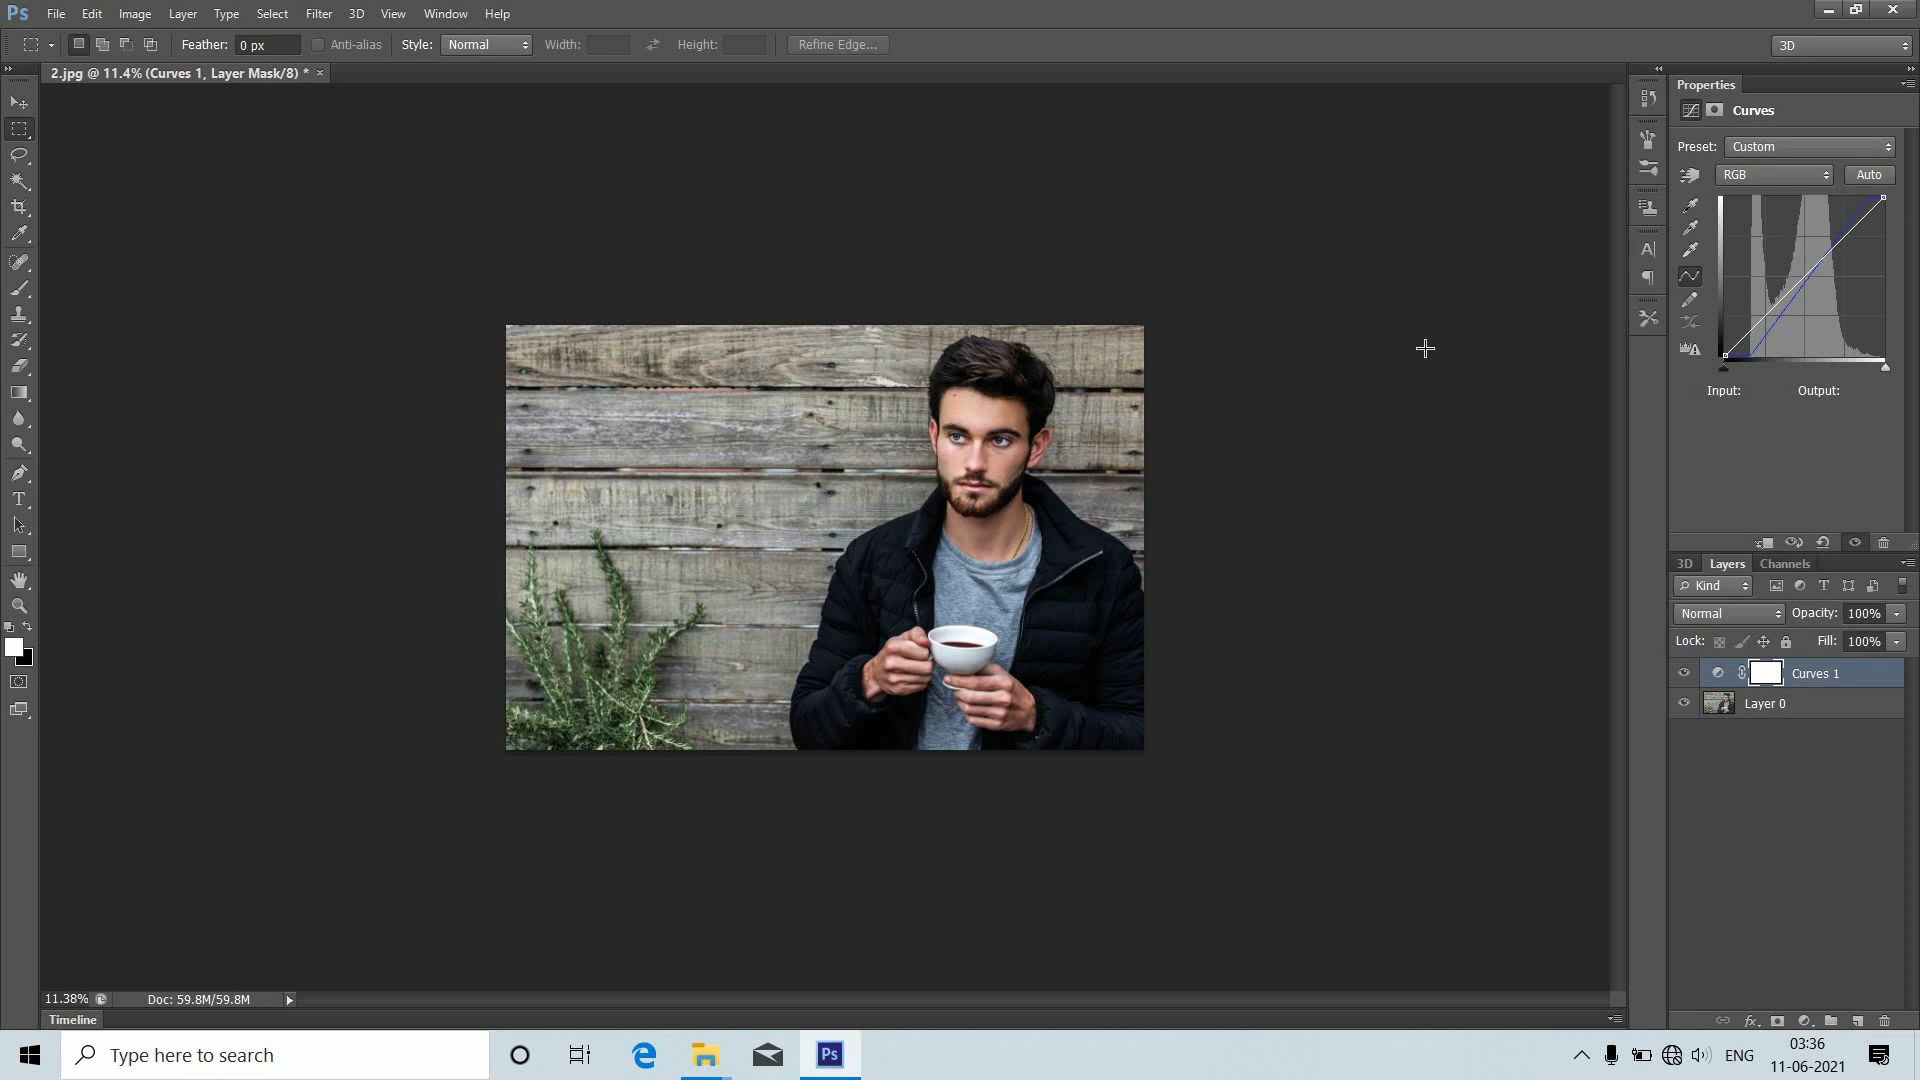 Ps File Edit Image Layer Type Select Filter 3D View Window Help
Feather: 0 px Anti-alias Style: Normal Width: Height: Refine Edge... 3D
2.jpg @ 11.4% (Curves 1, Layer Mask/8) * ×
Properties
Curves
Preset: Custom
RGB Auto
Input: Output:
3D Layers Channels
Kind
Normal Opacity: 100%
Lock: Fill: 100%
Curves 1
Layer 0
11.38% Doc: 59.8M/59.8M
Timeline
fx
Type here to search
Ps
ENG
03:36
11-06-2021